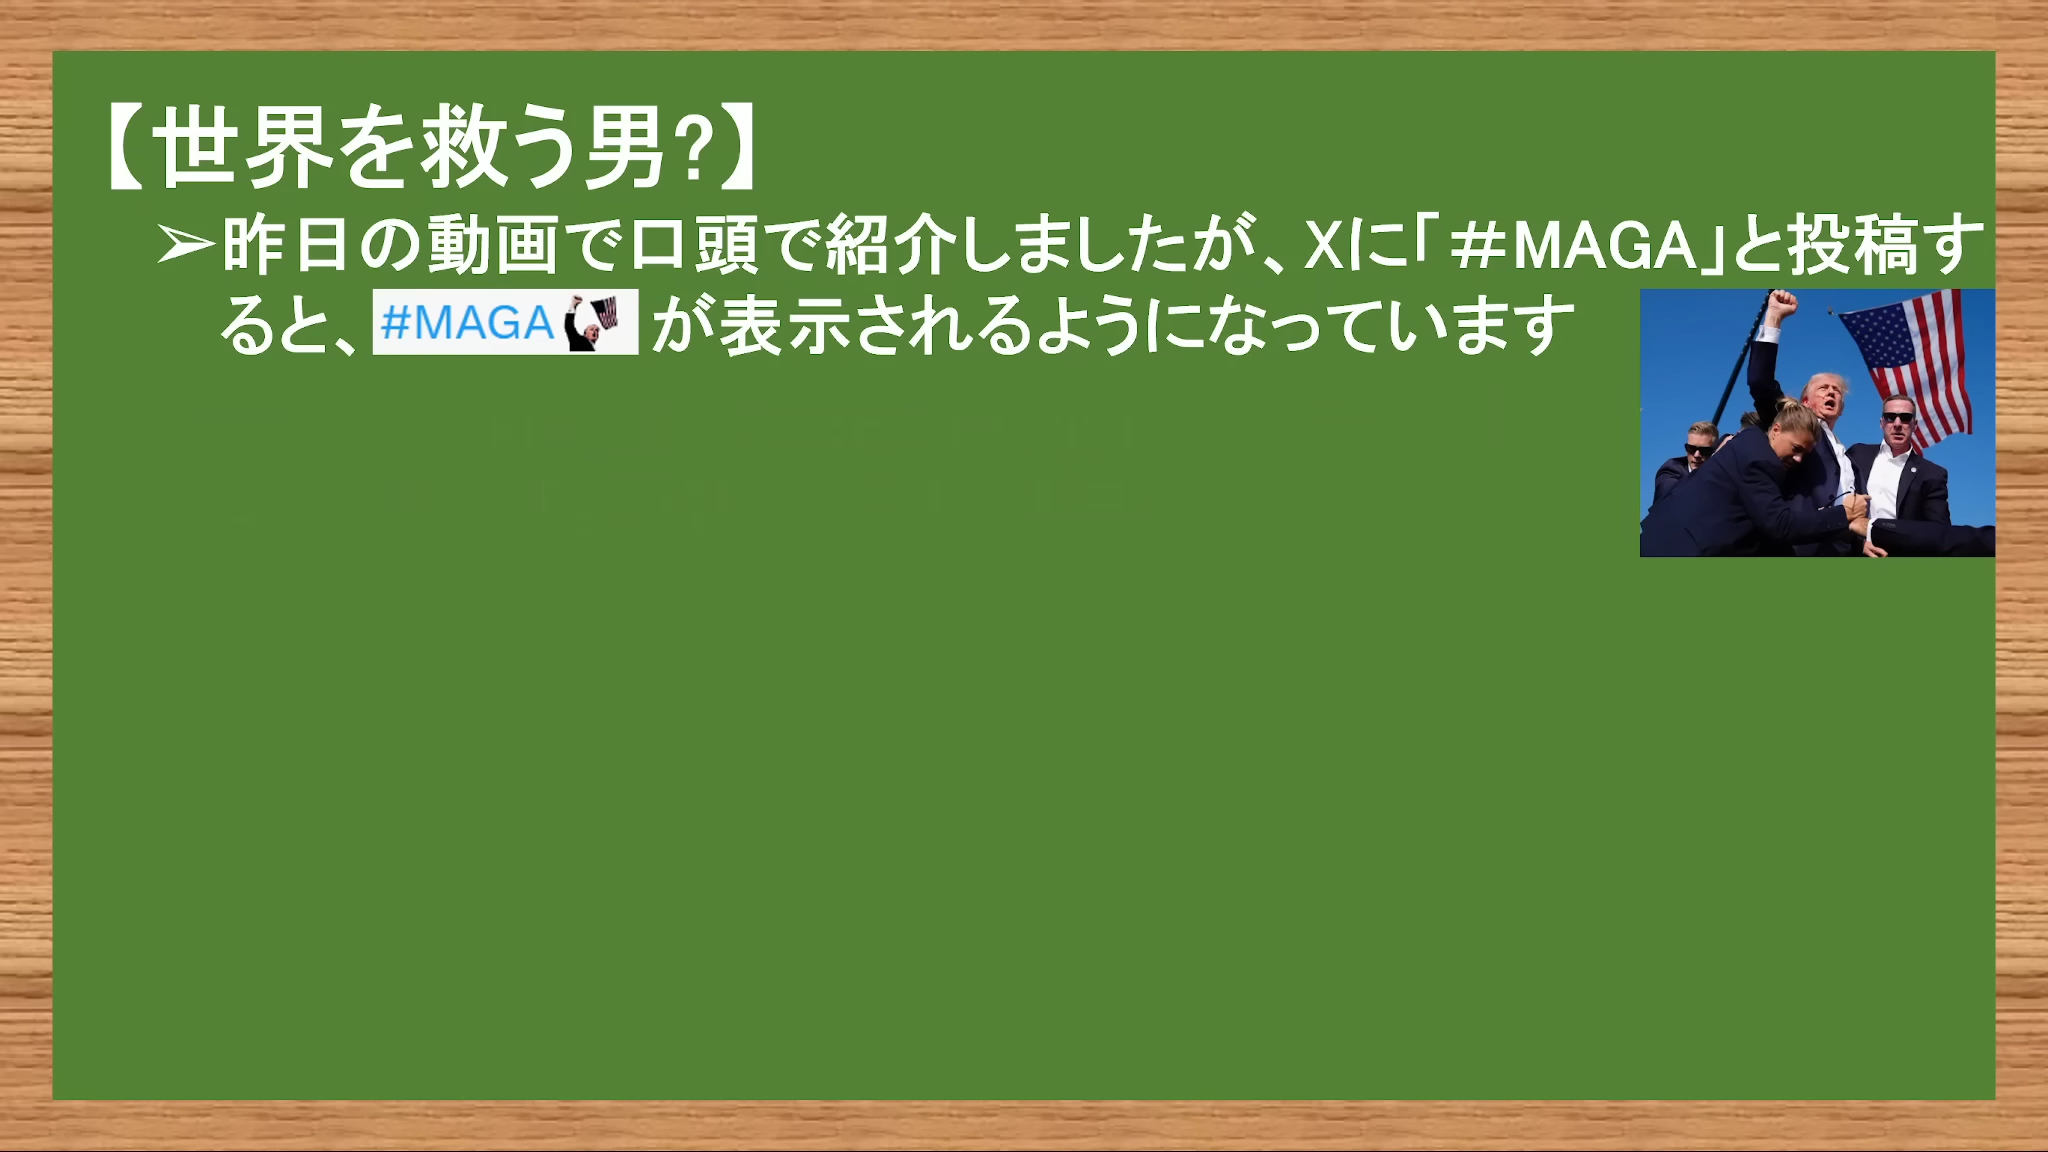 【世界を救う男?】
➢昨日の動画で口頭で紹介しましたが、Xに「#MAGA」と投稿す
ると、#MAGA が表示されるようになっています